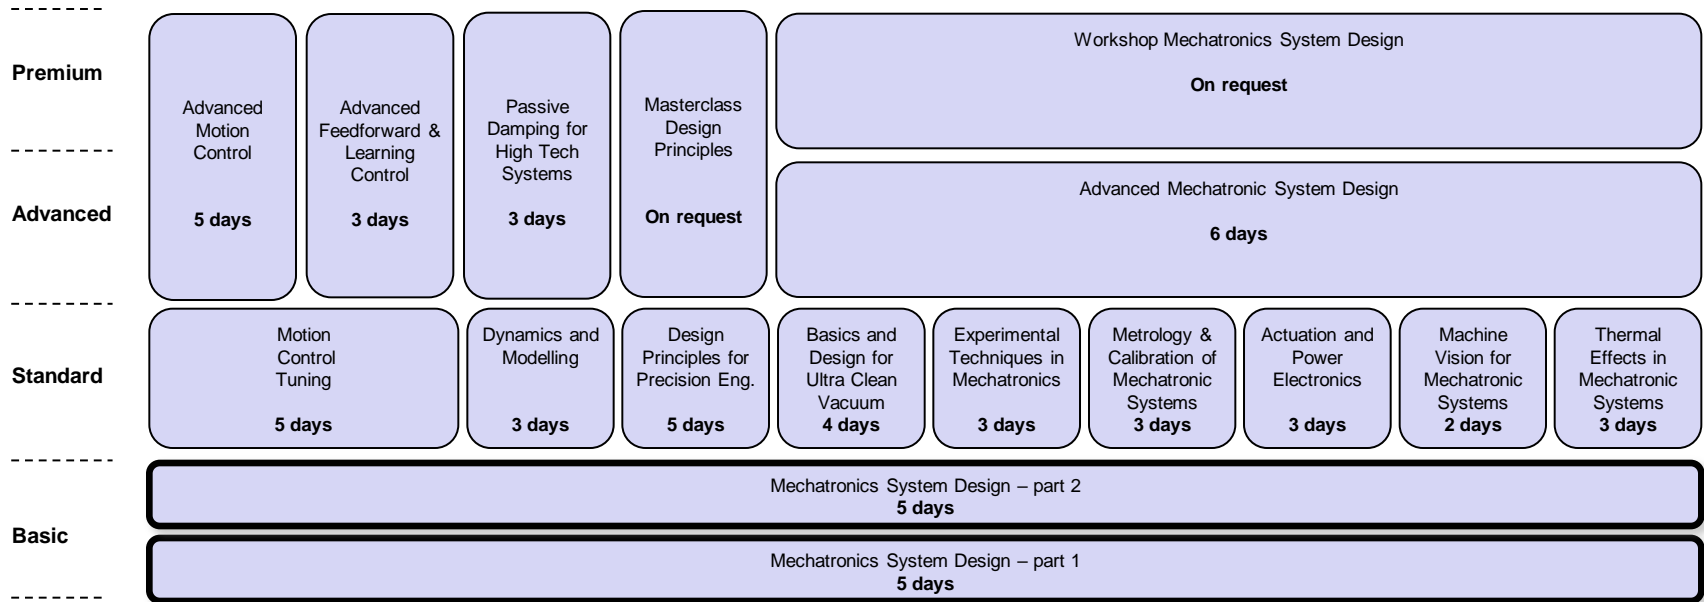 Premium
Advanced
Motion
Control
5 days
Advanced
Feedforward &
Learning
Control
3 days
Passive
Damping for
High Tech
Systems
3 days
Masterclass
Design
Principles
On request
Workshop Mechatronics System Design
On request
Advanced
Advanced Mechatronic System Design
6 days
Standard
Motion
Control
Tuning
5 days
Dynamics and
Modelling
3 days
Design
Principles for
Precision Eng.
5 days
Basics and
Design for
Ultra Clean
Vacuum
4 days
Experimental
Techniques in
Mechatronics
3 days
Metrology &
Calibration of
Mechatronic
Systems
3 days
Actuation and
Power
Electronics
3 days
Machine
Vision for
Mechatronic
Systems
2 days
Thermal
Effects in
Mechatronic
Systems
3 days
Basic
Mechatronics System Design – part 2
5 days
Mechatronics System Design – part 1
5 days